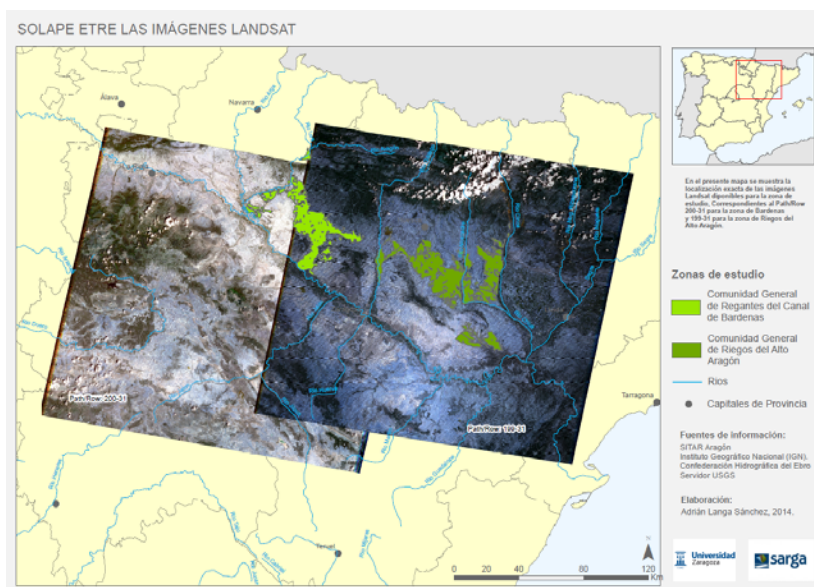 SOLAPE ETRE LAS IMÁGENES LANDSAT
Álava
Navarra
Río Arga
Path/Row: 200-31
Path/Row: 199-31
Tarragona
Teruel
N
0 20 40 60 80 120
Km
En el presente mapa se muestra la
localización exacta de las imágenes
Landsat diponibles para la zona de
estudio, Correspondientes al Path/Row
200-31 para la zona de Bardenas
y 199-31 para la zona de Riegos del
Alto Aragón.
Zonas de estudio
Comunidad General
de Regantes del Canal
de Bardenas
Comunidad General
de Riegos del Alto
Aragón
Ríos
Capitales de Provincia
Fuentes de información:
SITAR Aragón
Instituto Geográfico Nacional (IGN).
Confederación Hidrográfica del Ebro
Servidor USGS
Elaboración:
Adrián Langa Sánchez, 2014.
Universidad
Zaragoza
sarga